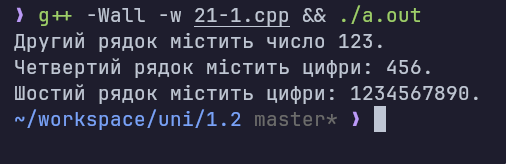 ❯ g++ -Wall -w 21-1.cpp && ./a.out
Другий рядок містить число 123.
Четвертий рядок містить цифри: 456.
Шостий рядок містить цифри: 1234567890.
~/workspace/uni/1.2 master* ❯